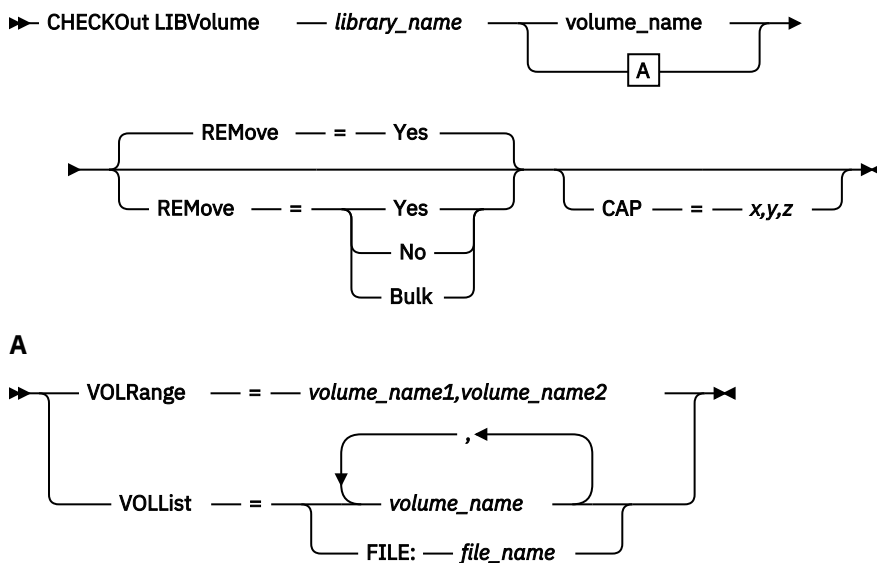 CHECKOut LIBVolume library_name volume_name
A
REMove = Yes
REMove = Yes CAP = x,y,z
No
Bulk
A
VOLRange = volume_name1,volume_name2
,
VOLList = volume_name
FILE: file_name